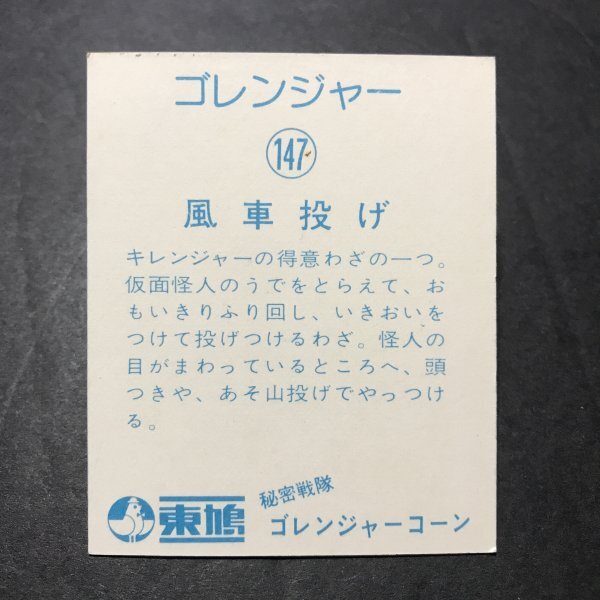 ゴレンジャー
147
風車投げ
キレンジャーの得意わざの一つ。
仮面怪人のうでをとらえて、お
もいきりふり回し、いきおいを
つけて投げつけるわざ。怪人の
目がまわっているところへ、頭
つきや、あそ山投げでやっつけ
る。
東鳩
秘密戦隊
ゴレンジャーコーン